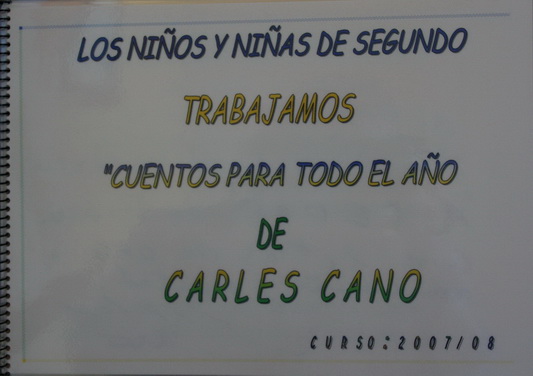 LOS NIÑOS Y NIÑAS DE SEGUNDO
TRABAJAMOS
"CUENTOS PARA TODO EL AÑO
DE
CARLES CANO
CURSO:2007/08